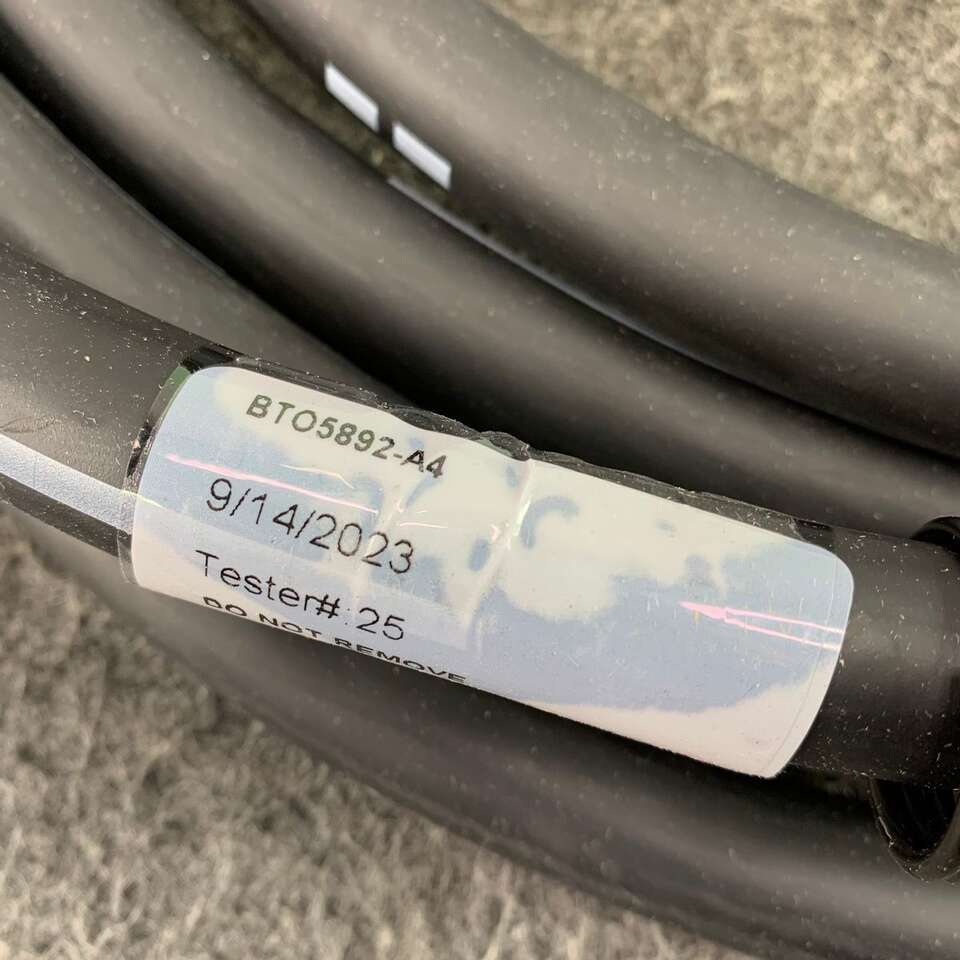 BTO5892-A4
9/14/2023
Tester#:25
DO NOT REMOVE